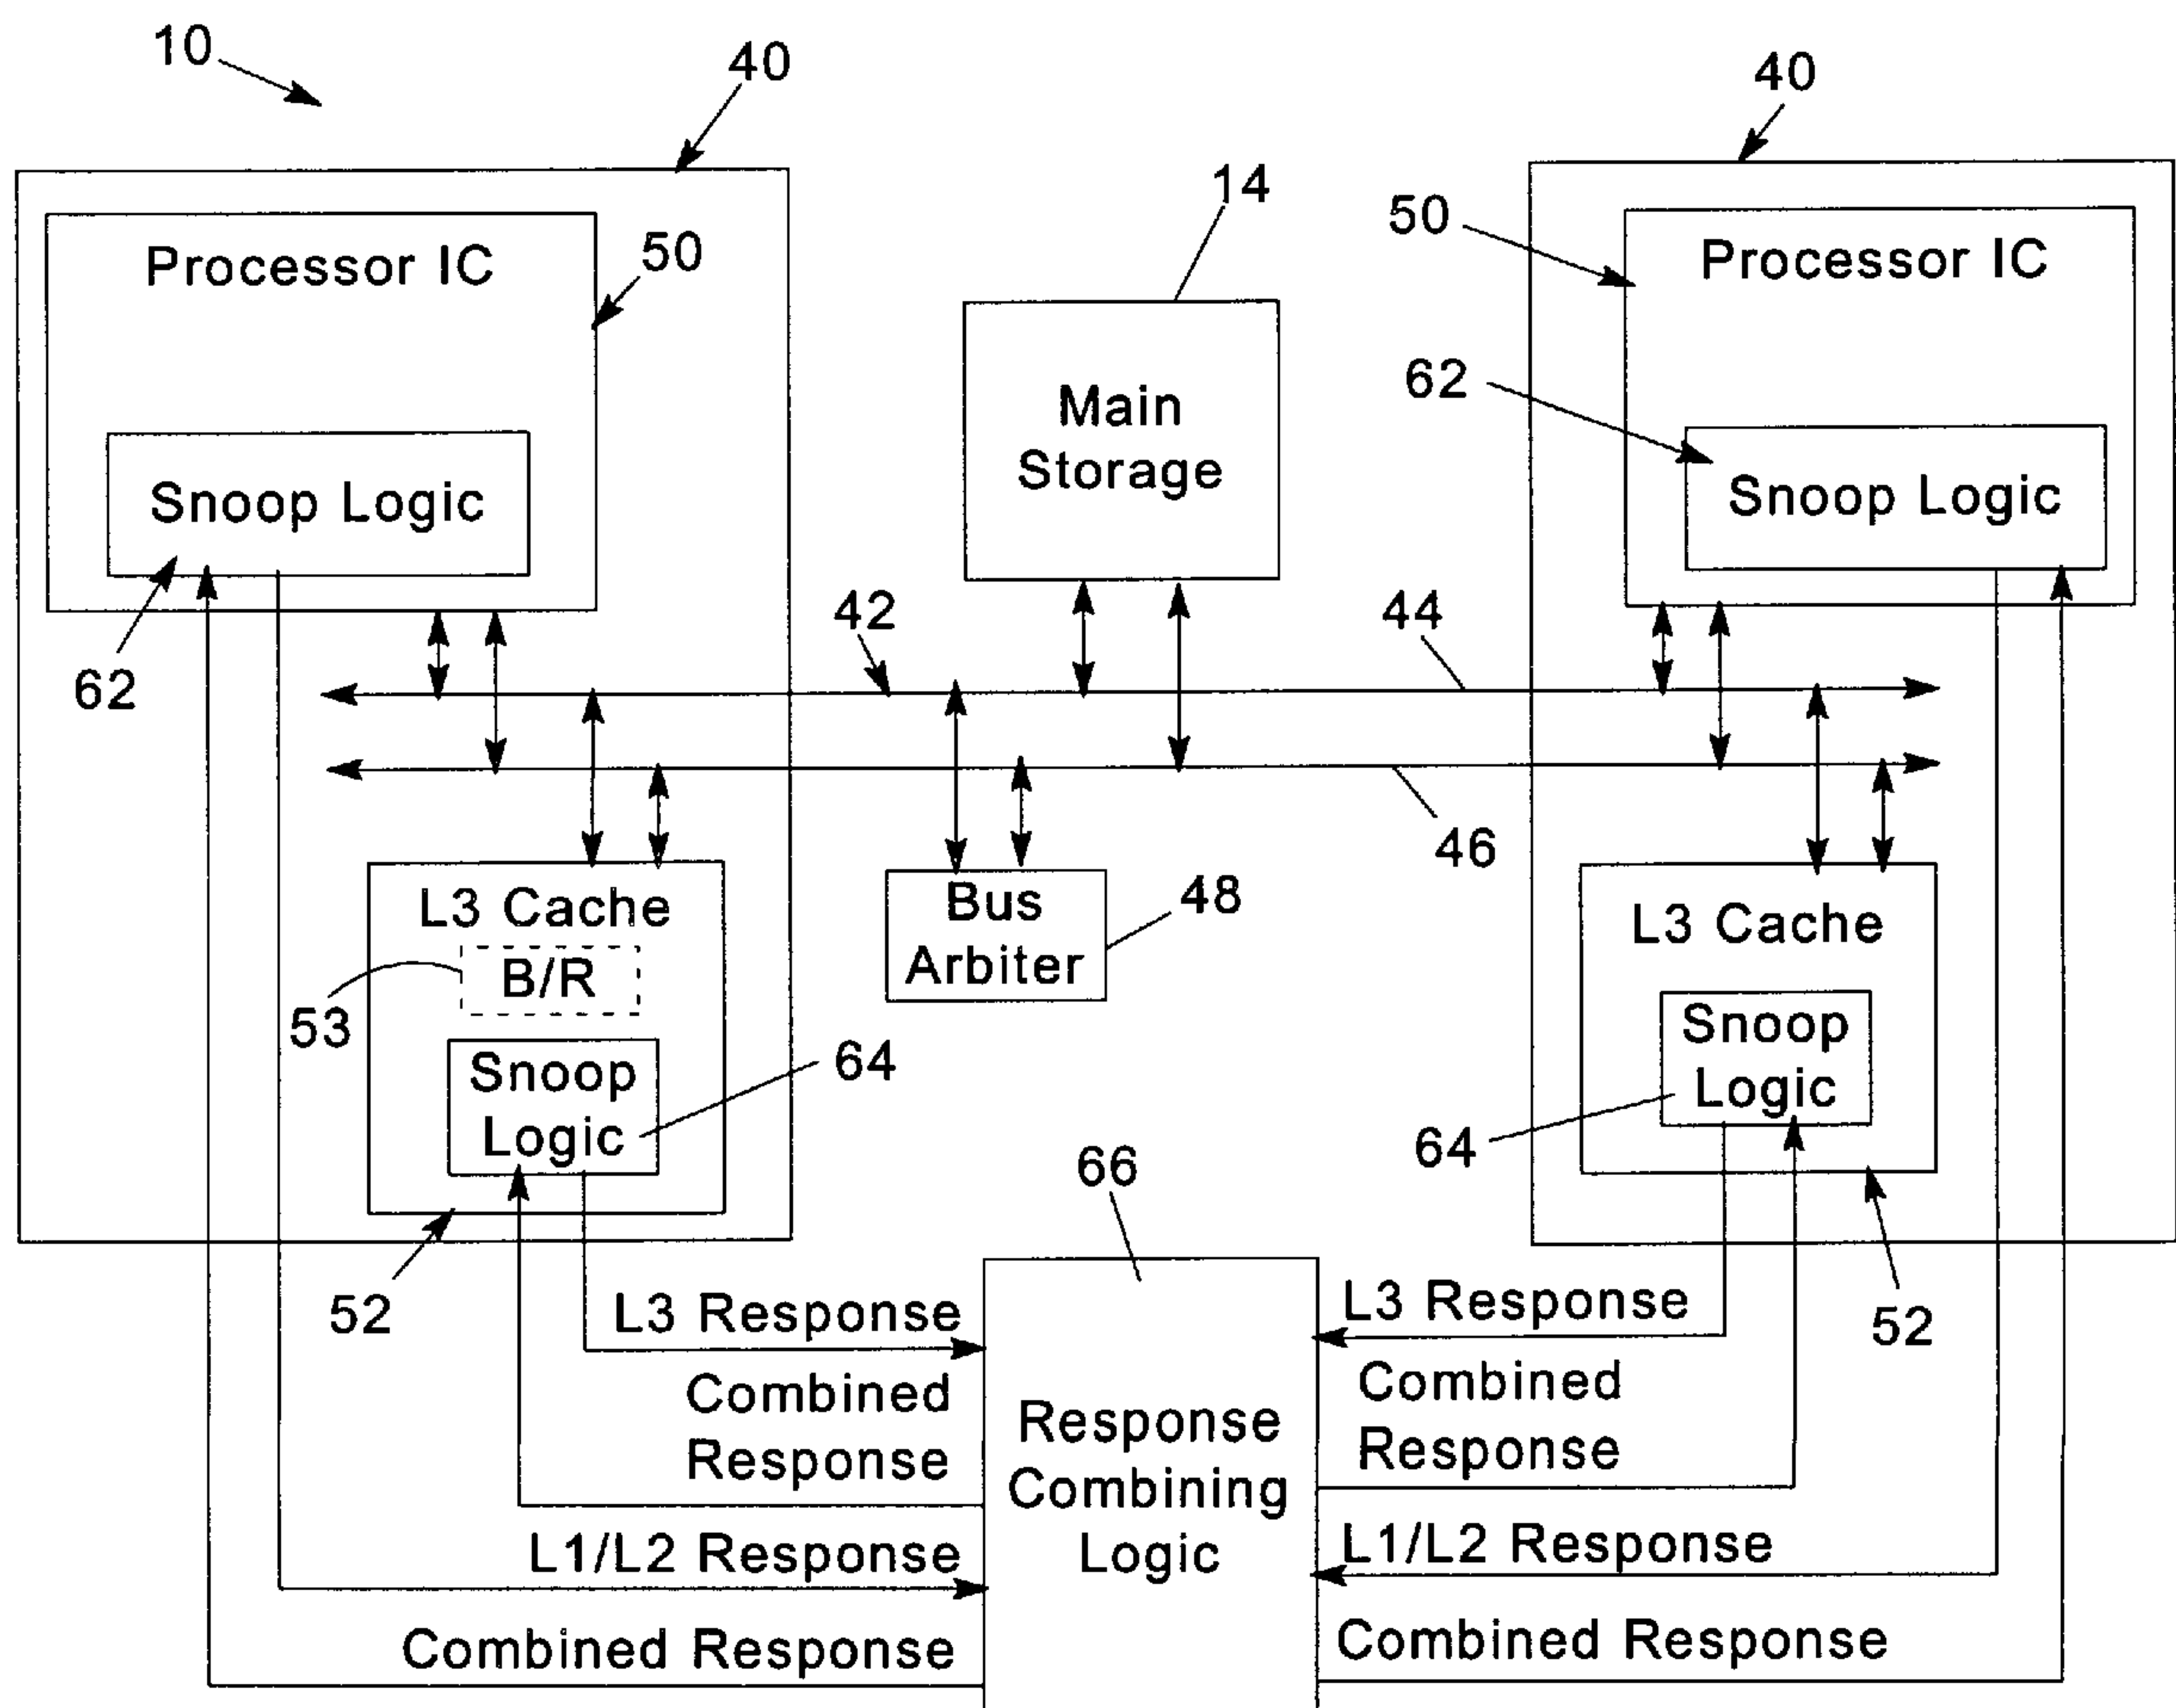 10
40
40
14
50
50
Processor IC
Processor IC
62
Main
Storage
Snoop Logic
Snoop Logic
62
42
44
46
L3 Cache
B/R
53
Bus
Arbiter
48
L3 Cache
Snoop
Logic
64
Snoop
Logic
64
66
52
52
L3 Response
L3 Response
Combined
Response
Combined
Response
Response
Combining
Logic
L1/L2 Response
L1/L2 Response
Combined Response
Combined Response